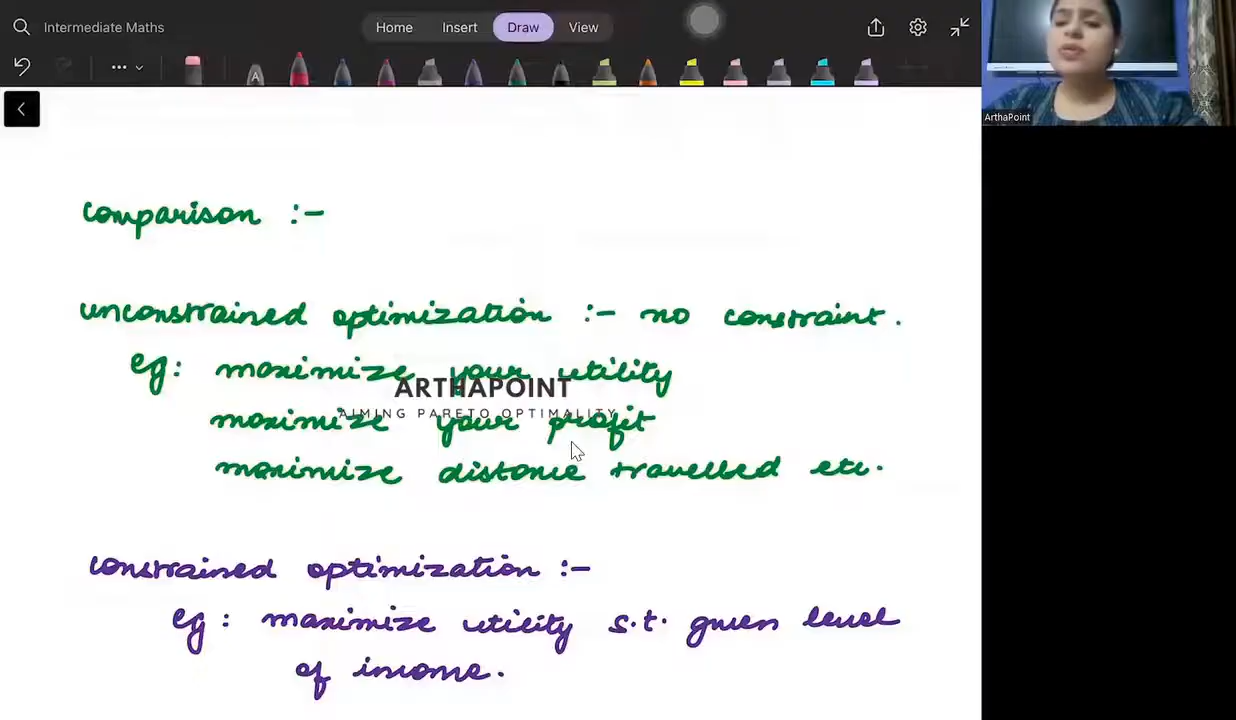 Intermediate Maths
Home Insert Draw View
A
ArthaPoint
comparison :-
unconstrained optimization :- no constraint.
eg: maximize your utility
ARTHAPOINT
AIMING PARETO OPTIMALITY
maximize your profit
maximize distance travelled etc.
constrained optimization :-
eg: maximize utility s.t. given level
of income.